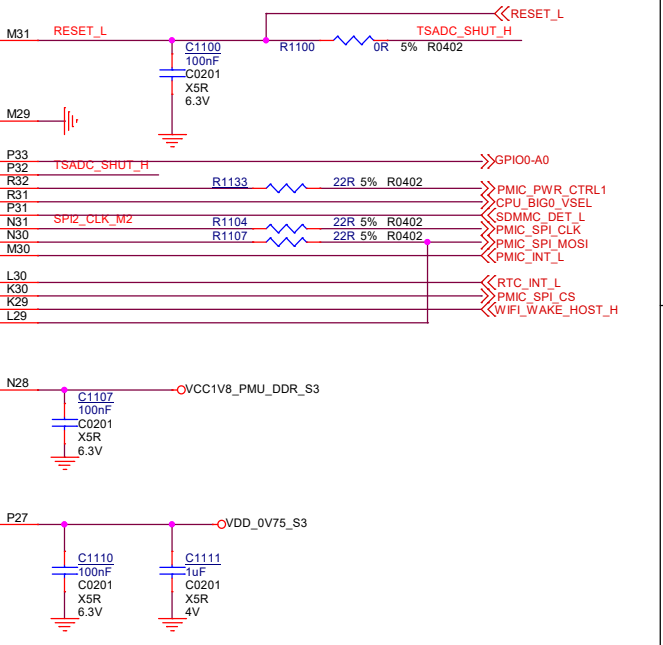 RESET_L
M31 RESET_L TSADC_SHUT_H
C1100 R1100 0R 5% R0402
100nF
C0201
X5R
6.3V
M29
P33 GPIO0-A0
P32 TSADC_SHUT_H
R32 R1133 22R 5% R0402 PMIC_PWR_CTRL1
R31 CPU_BIG0_VSEL
P31 SDMMC_DET_L
N31 SPI2_CLK_M2 R1104 22R 5% R0402 PMIC_SPI_CLK
N30 R1107 22R 5% R0402 PMIC_SPI_MOSI
M30 PMIC_INT_L
L30 RTC_INT_L
K30 PMIC_SPI_CS
K29 WIFI_WAKE_HOST_H
L29
N28 VCC1V8_PMU_DDR_S3
C1107
100nF
C0201
X5R
6.3V
P27 VDD_0V75_S3
C1110 C1111
100nF 1uF
C0201 C0201
X5R X5R
6.3V 4V